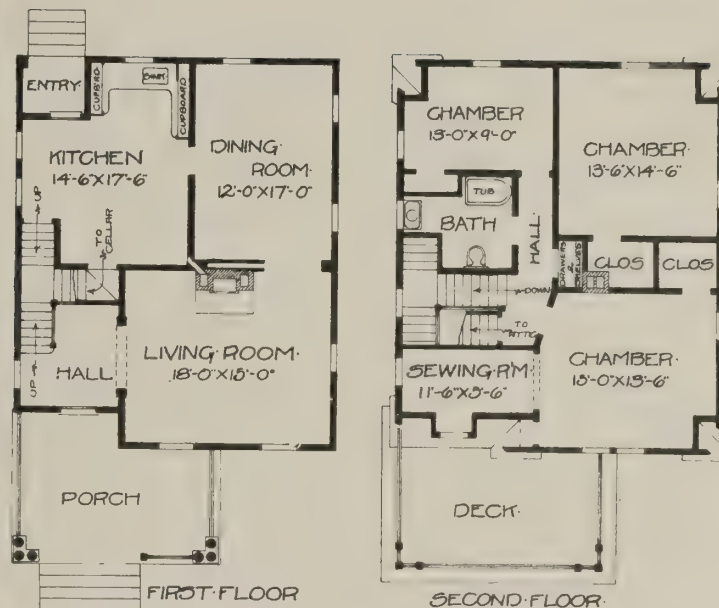 ENTRY
CUPB'RD
SINK
CUPBOARD
KITCHEN
14'-6"X17'-6"
DINING
ROOM
12'-0"X17'-0"
UP
TO
CELLAR
LIVING ROOM
18'-0"X15'-0"
HALL
UP
PORCH
FIRST FLOOR
CHAMBER
13'-0"X9'-0"
CHAMBER
13'-6"X14'-6"
TUB
BATH
HALL
DRAWERS
&
SHELVES
CLOS
CLOS
DOWN
TO
ATTIC
SEWING R'M
11'-6"X5'-6"
CHAMBER
15'-0"X13'-6"
DECK
SECOND FLOOR